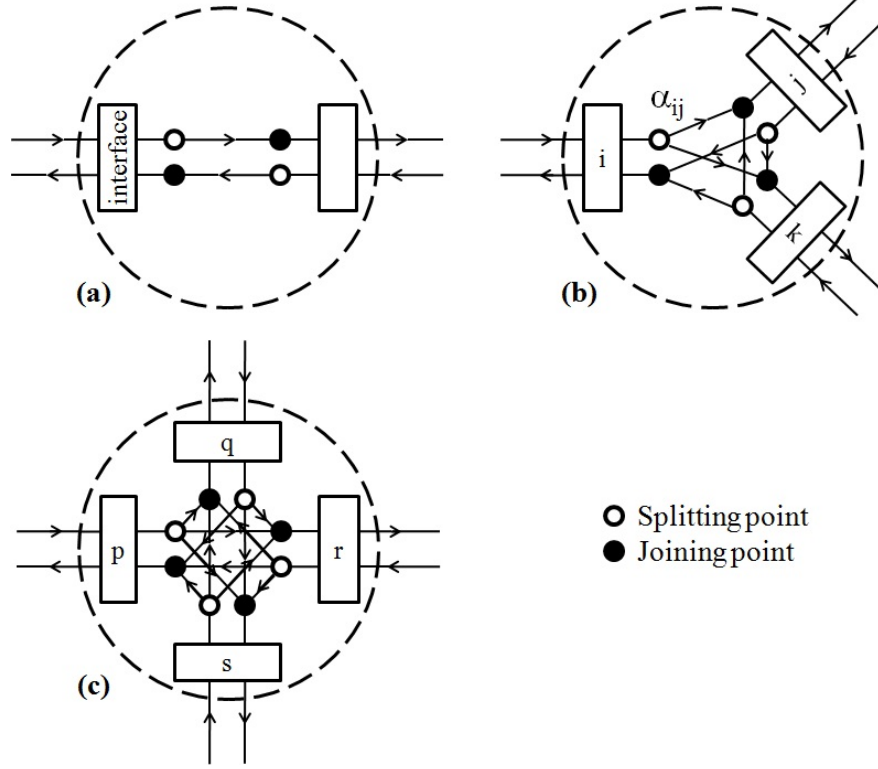 interface
(a)
α_ij
i
j
k
(b)
q
p
r
s
(c)
Splitting point
Joining point